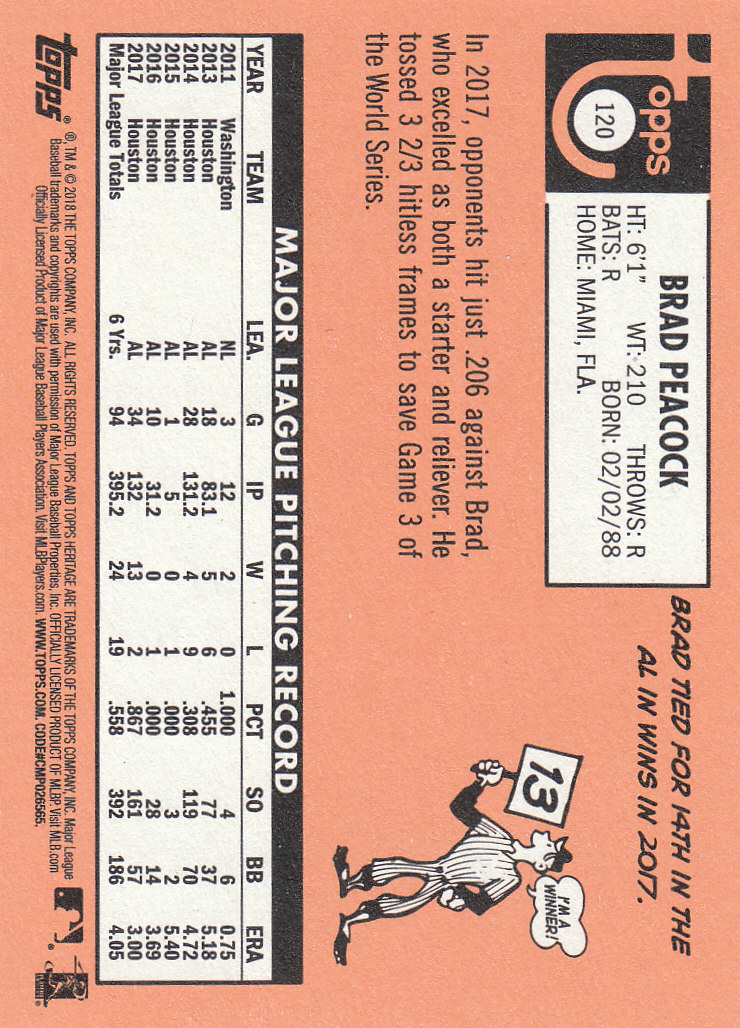 topps
120
BRAD PEACOCK
HT: 6'1" WT: 210 THROWS: R
BATS: R BORN: 02/02/88
HOME: MIAMI, FLA.
BRAD TIED FOR 14TH IN THE
AL IN WINS IN 2017.
13
I'M A
WINNER!
In 2017, opponents hit just .206 against Brad,
who excelled as both a starter and reliever. He
tossed 3 2/3 hitless frames to save Game 3 of
the World Series.
MAJOR LEAGUE PITCHING RECORD
YEAR TEAM LEA. G IP W L PCT SO BB ERA
2011 Washington NL 3 12 2 0 1.000 4 6 0.75
2013 Houston AL 18 83.1 5 6 .455 77 37 5.18
2014 Houston AL 28 131.2 4 9 .308 119 70 4.72
2015 Houston AL 1 5 0 1 .000 3 2 5.40
2016 Houston AL 10 31.2 0 1 .000 28 14 3.69
2017 Houston AL 34 132 13 2 .867 161 57 3.00
Major League Totals 6 Yrs. 94 395.2 24 19 .558 392 186 4.05
topps® ®, TM & © 2018 THE TOPPS COMPANY, INC. ALL RIGHTS RESERVED. TOPPS AND TOPPS HERITAGE ARE TRADEMARKS OF THE TOPPS COMPANY, INC. Major League
Baseball trademarks and copyrights are used with permission of Major League Baseball Properties, Inc. OFFICIALLY LICENSED PRODUCT OF MLBP. Visit MLB.com
Officially Licensed Product of Major League Baseball Players Association. Visit MLBPlayers.com. WWW.TOPPS.COM. CODE#CMP026565.